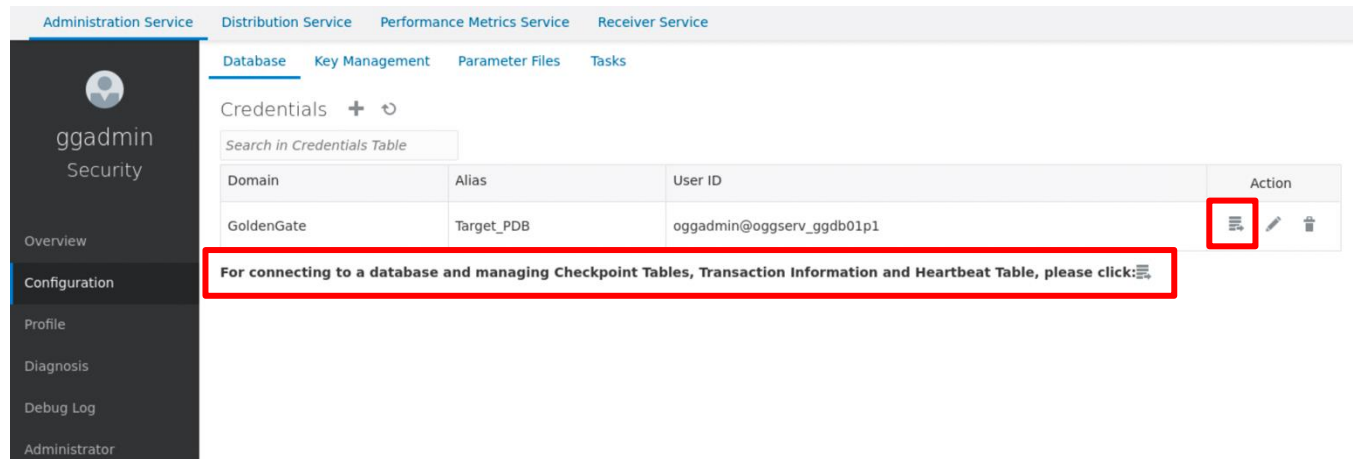 Administration Service Distribution Service Performance Metrics Service Receiver Service
Database Key Management Parameter Files Tasks
Credentials
ggadmin
Security
Search in Credentials Table
Domain Alias User ID Action
GoldenGate Target_PDB oggadmin@oggserv_ggdb01p1
For connecting to a database and managing Checkpoint Tables, Transaction Information and Heartbeat Table, please click:
Overview
Configuration
Profile
Diagnosis
Debug Log
Administrator